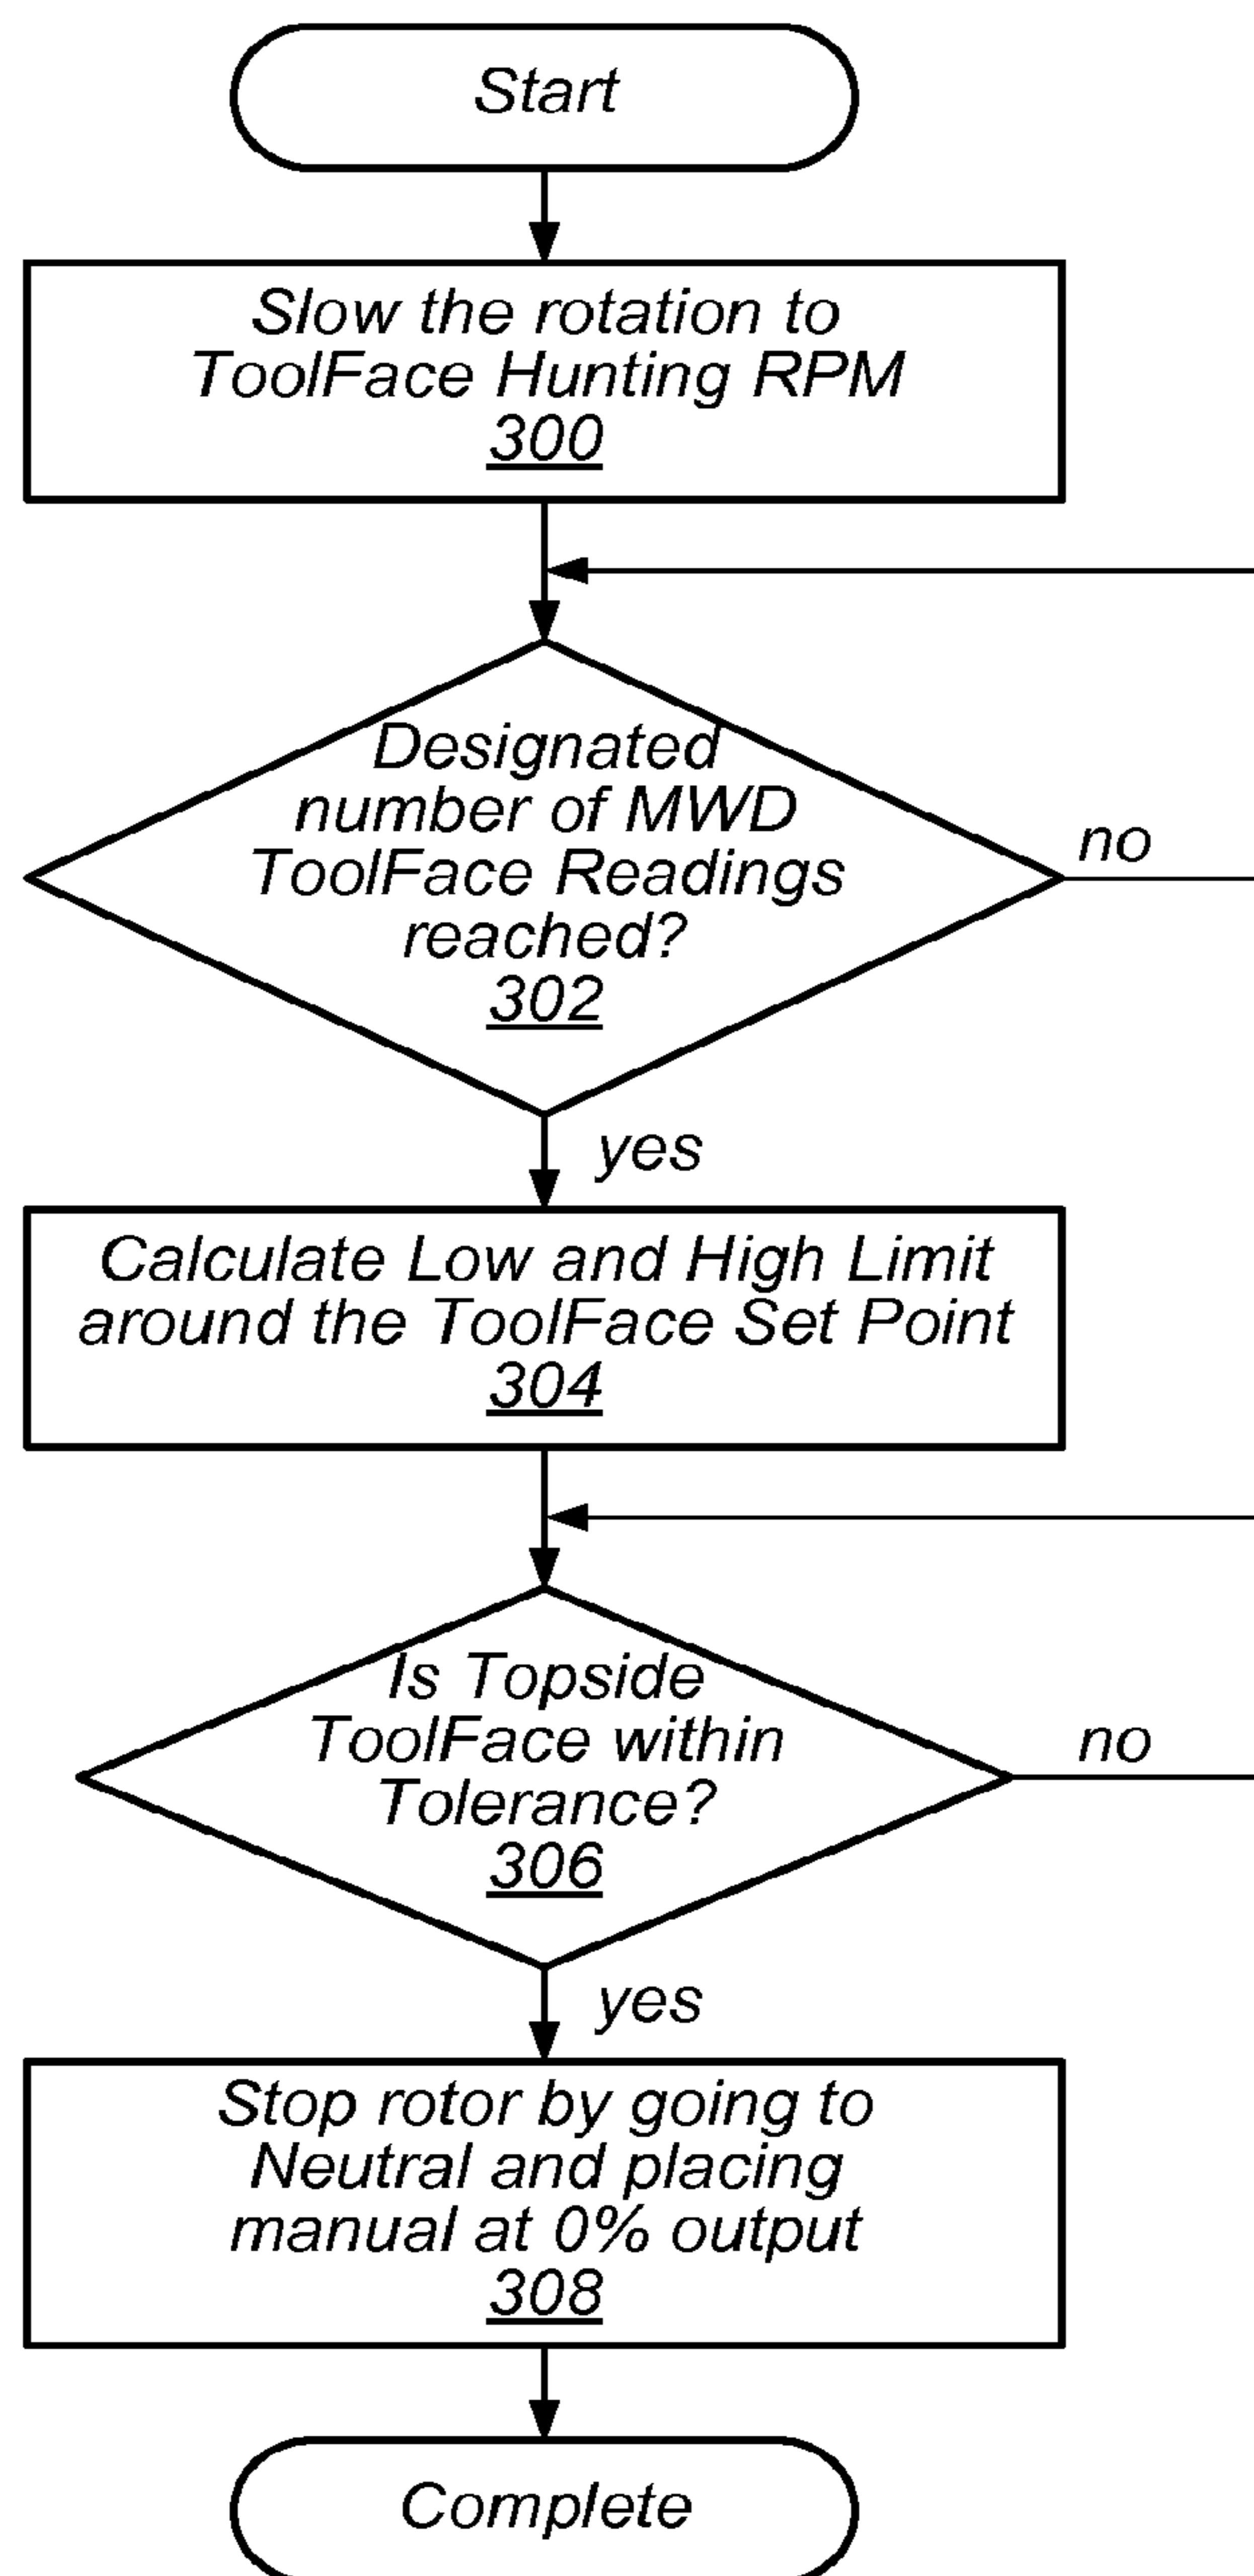 Start
Slow the rotation to
ToolFace Hunting RPM
300
Designated
number of MWD
ToolFace Readings
reached?
302
no
yes
Calculate Low and High Limit
around the ToolFace Set Point
304
Is Topside
ToolFace within
Tolerance?
306
no
yes
Stop rotor by going to
Neutral and placing
manual at 0% output
308
Complete